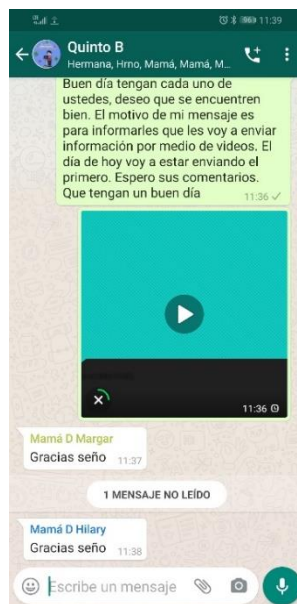 11:39
Quinto B
Hermana, Hrno, Mamá, Mamá, M...
Buen día tengan cada uno de
ustedes, deseo que se encuentren
bien. El motivo de mi mensaje es
para informarles que les voy a enviar
información por medio de videos. El
día de hoy voy a estar enviando el
primero. Espero sus comentarios.
Que tengan un buen día
11:36
11:36
Mamá D Margar
Gracias seño 11:37
1 MENSAJE NO LEÍDO
Mamá D Hilary
Gracias seño 11:38
Escribe un mensaje